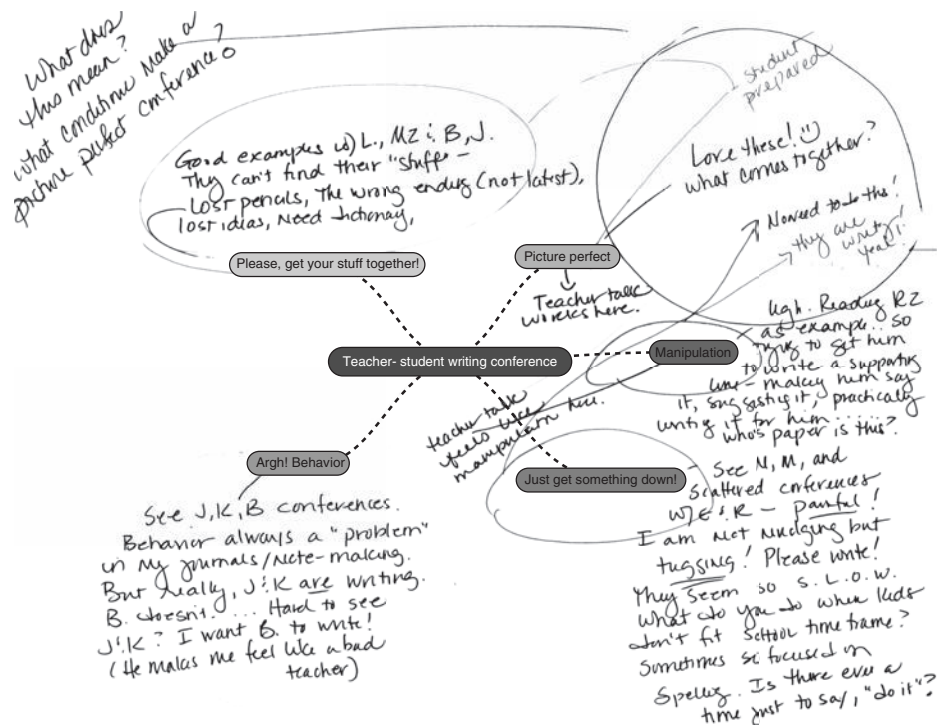 What does
this mean?
What conditions make a
picture perfect conference?
student
prepared
Good examples w) L., MZ & B, J.
They can't find their "stuff" –
Lost pencils, The wrong ending (not latest),
lost ideas, Need dictionary,
Love these! :)
what comes together?
No need to do this!
they are
writing!
yeah!
Please, get your stuff together!
Picture perfect
Teacher talk
works here.
Teacher- student writing conference
Manipulation
Ugh. Reading RZ
as example.. so
trying to get him
to write a supporting
line – making him say
it, suggesting it, practically
writing it for him.....
who's paper is this?
teacher talk
feels like
manipulation here.
Argh! Behavior
Just get something down!
See J, K, B conferences.
Behavior always a "problem"
in my journals/note-making.
But really, J & K are writing.
B. doesn't.... Hard to see
J & K? I want B. to write!
(He makes me feel like a bad
teacher)
See N, M, and
scattered conferences
W/ E & R – painful!
I am not nudging but
tugging! Please write!
They seem so S.L.O.W.
What do you do when kids
don't fit school time frame?
Sometimes so focused on
Spelling. Is there ever a
time just to say, "do it"?